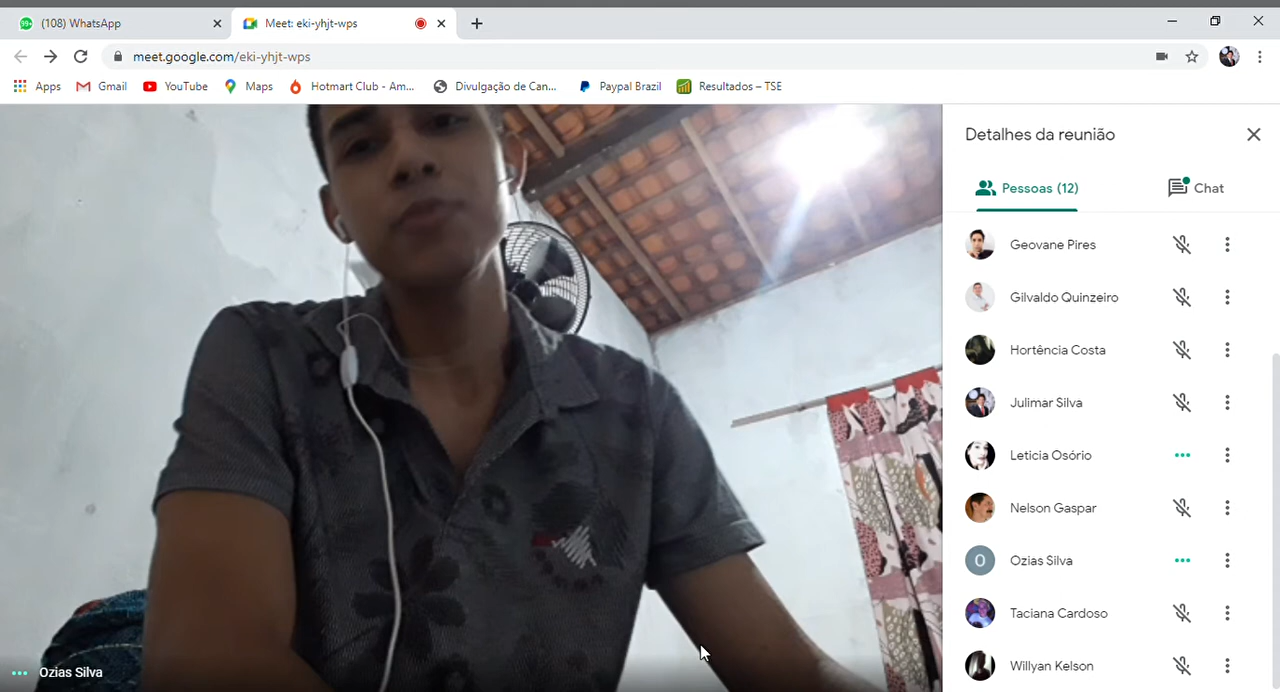 99+ (108) WhatsApp
Meet: eki-yhjt-wps
meet.google.com/eki-yhjt-wps
Apps Gmail YouTube Maps Hotmart Club - Am... Divulgação de Can... Paypal Brazil Resultados – TSE
Detalhes da reunião
Pessoas (12) Chat
Geovane Pires
Gilvaldo Quinzeiro
Hortência Costa
Julimar Silva
Leticia Osório
Nelson Gaspar
O Ozias Silva
Taciana Cardoso
Willyan Kelson
Ozias Silva